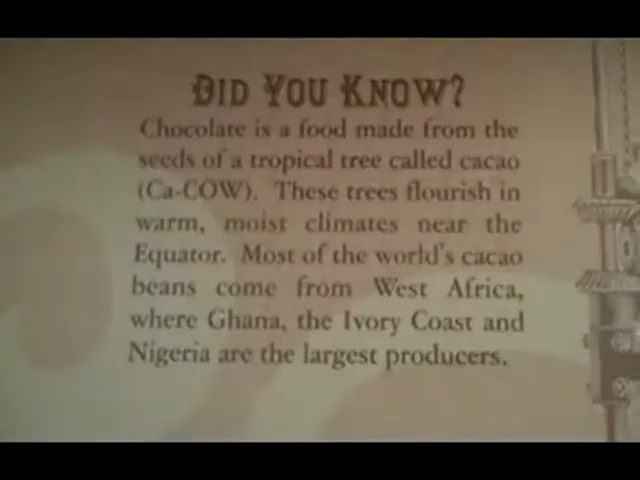 Did You Know?
Chocolate is a food made from the
seeds of a tropical tree called cacao
(Ca-COW). These trees flourish in
warm, moist climates near the
Equator. Most of the world's cacao
beans come from West Africa,
where Ghana, the Ivory Coast and
Nigeria are the largest producers.